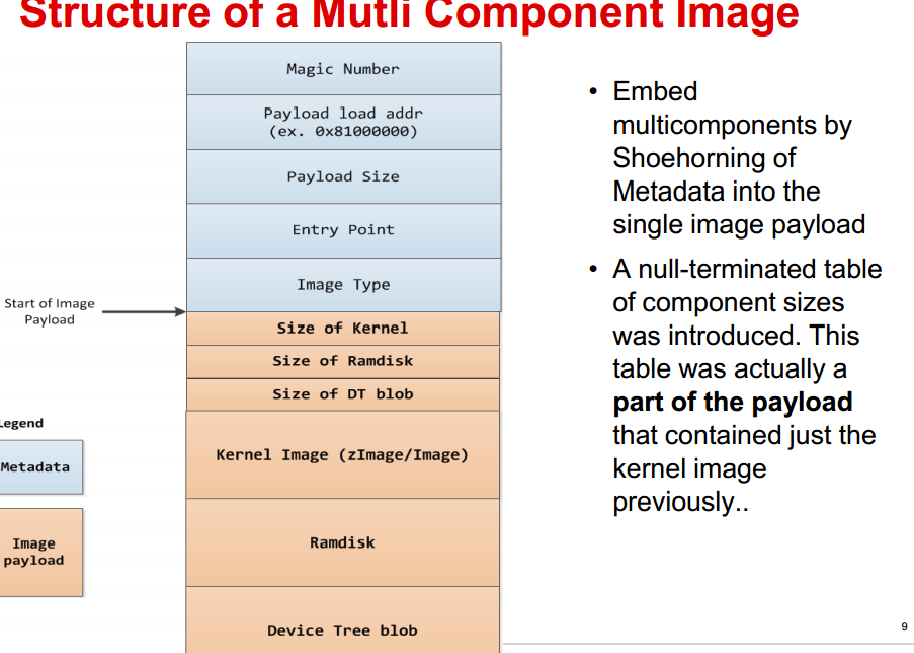 Structure of a Mutli Component Image
Magic Number
Payload load addr
(ex. 0x81000000)
Payload Size
Entry Point
Image Type
Start of Image
Payload
Size of Kernel
Size of Ramdisk
Size of DT blob
Kernel Image (zImage/Image)
Ramdisk
Device Tree blob
Legend
Metadata
Image
payload
• Embed
multicomponents by
Shoehorning of
Metadata into the
single image payload
• A null-terminated table
of component sizes
was introduced. This
table was actually a
part of the payload
that contained just the
kernel image
previously..
9